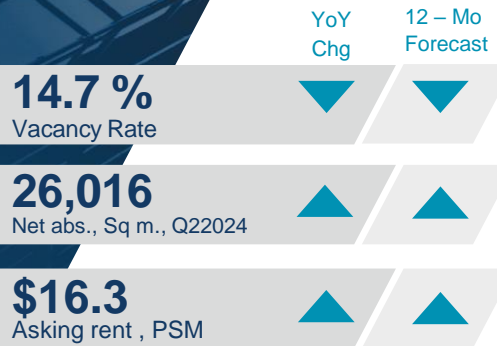 YoY
Chg
12 – Mo
Forecast
14.7 %
Vacancy Rate
26,016
Net abs., Sq m., Q22024
$16.3
Asking rent , PSM